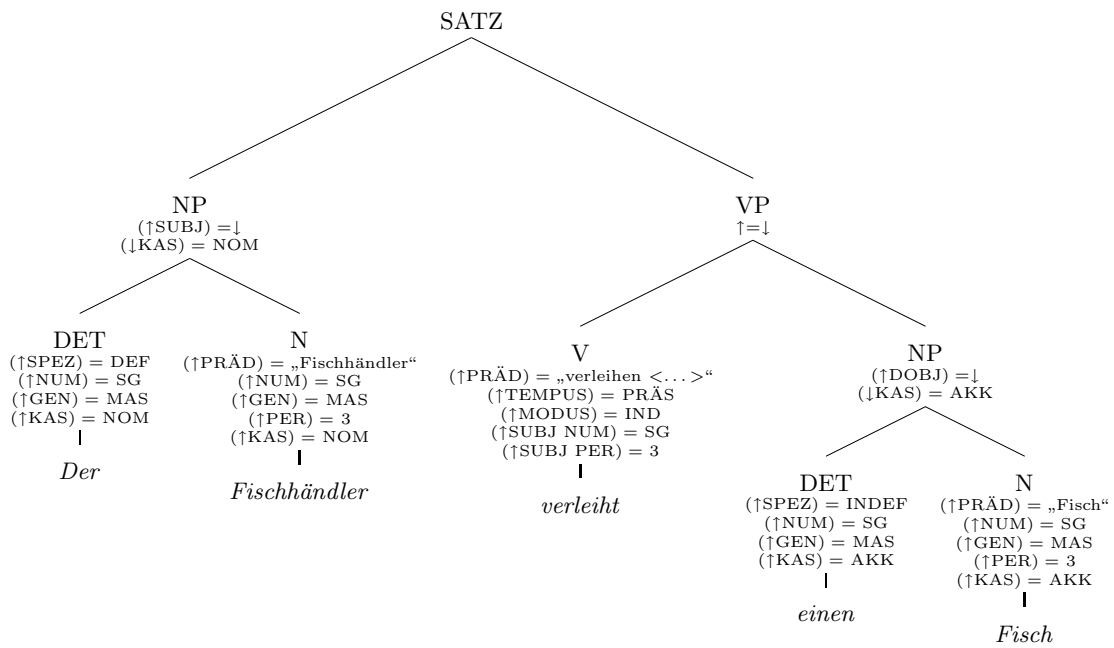 SATZ
NP
(↑SUBJ) =↓
(↓KAS) = NOM
VP
↑=↓
DET
(↑SPEZ) = DEF
(↑NUM) = SG
(↑GEN) = MAS
(↑KAS) = NOM
Der
N
(↑PRÄD) = „Fischhändler“
(↑NUM) = SG
(↑GEN) = MAS
(↑PER) = 3
(↑KAS) = NOM
Fischhändler
V
(↑PRÄD) = „verleihen <...>“
(↑TEMPUS) = PRÄS
(↑MODUS) = IND
(↑SUBJ NUM) = SG
(↑SUBJ PER) = 3
verleiht
NP
(↑DOBJ) =↓
(↓KAS) = AKK
DET
(↑SPEZ) = INDEF
(↑NUM) = SG
(↑GEN) = MAS
(↑KAS) = AKK
einen
N
(↑PRÄD) = „Fisch“
(↑NUM) = SG
(↑GEN) = MAS
(↑PER) = 3
(↑KAS) = AKK
Fisch